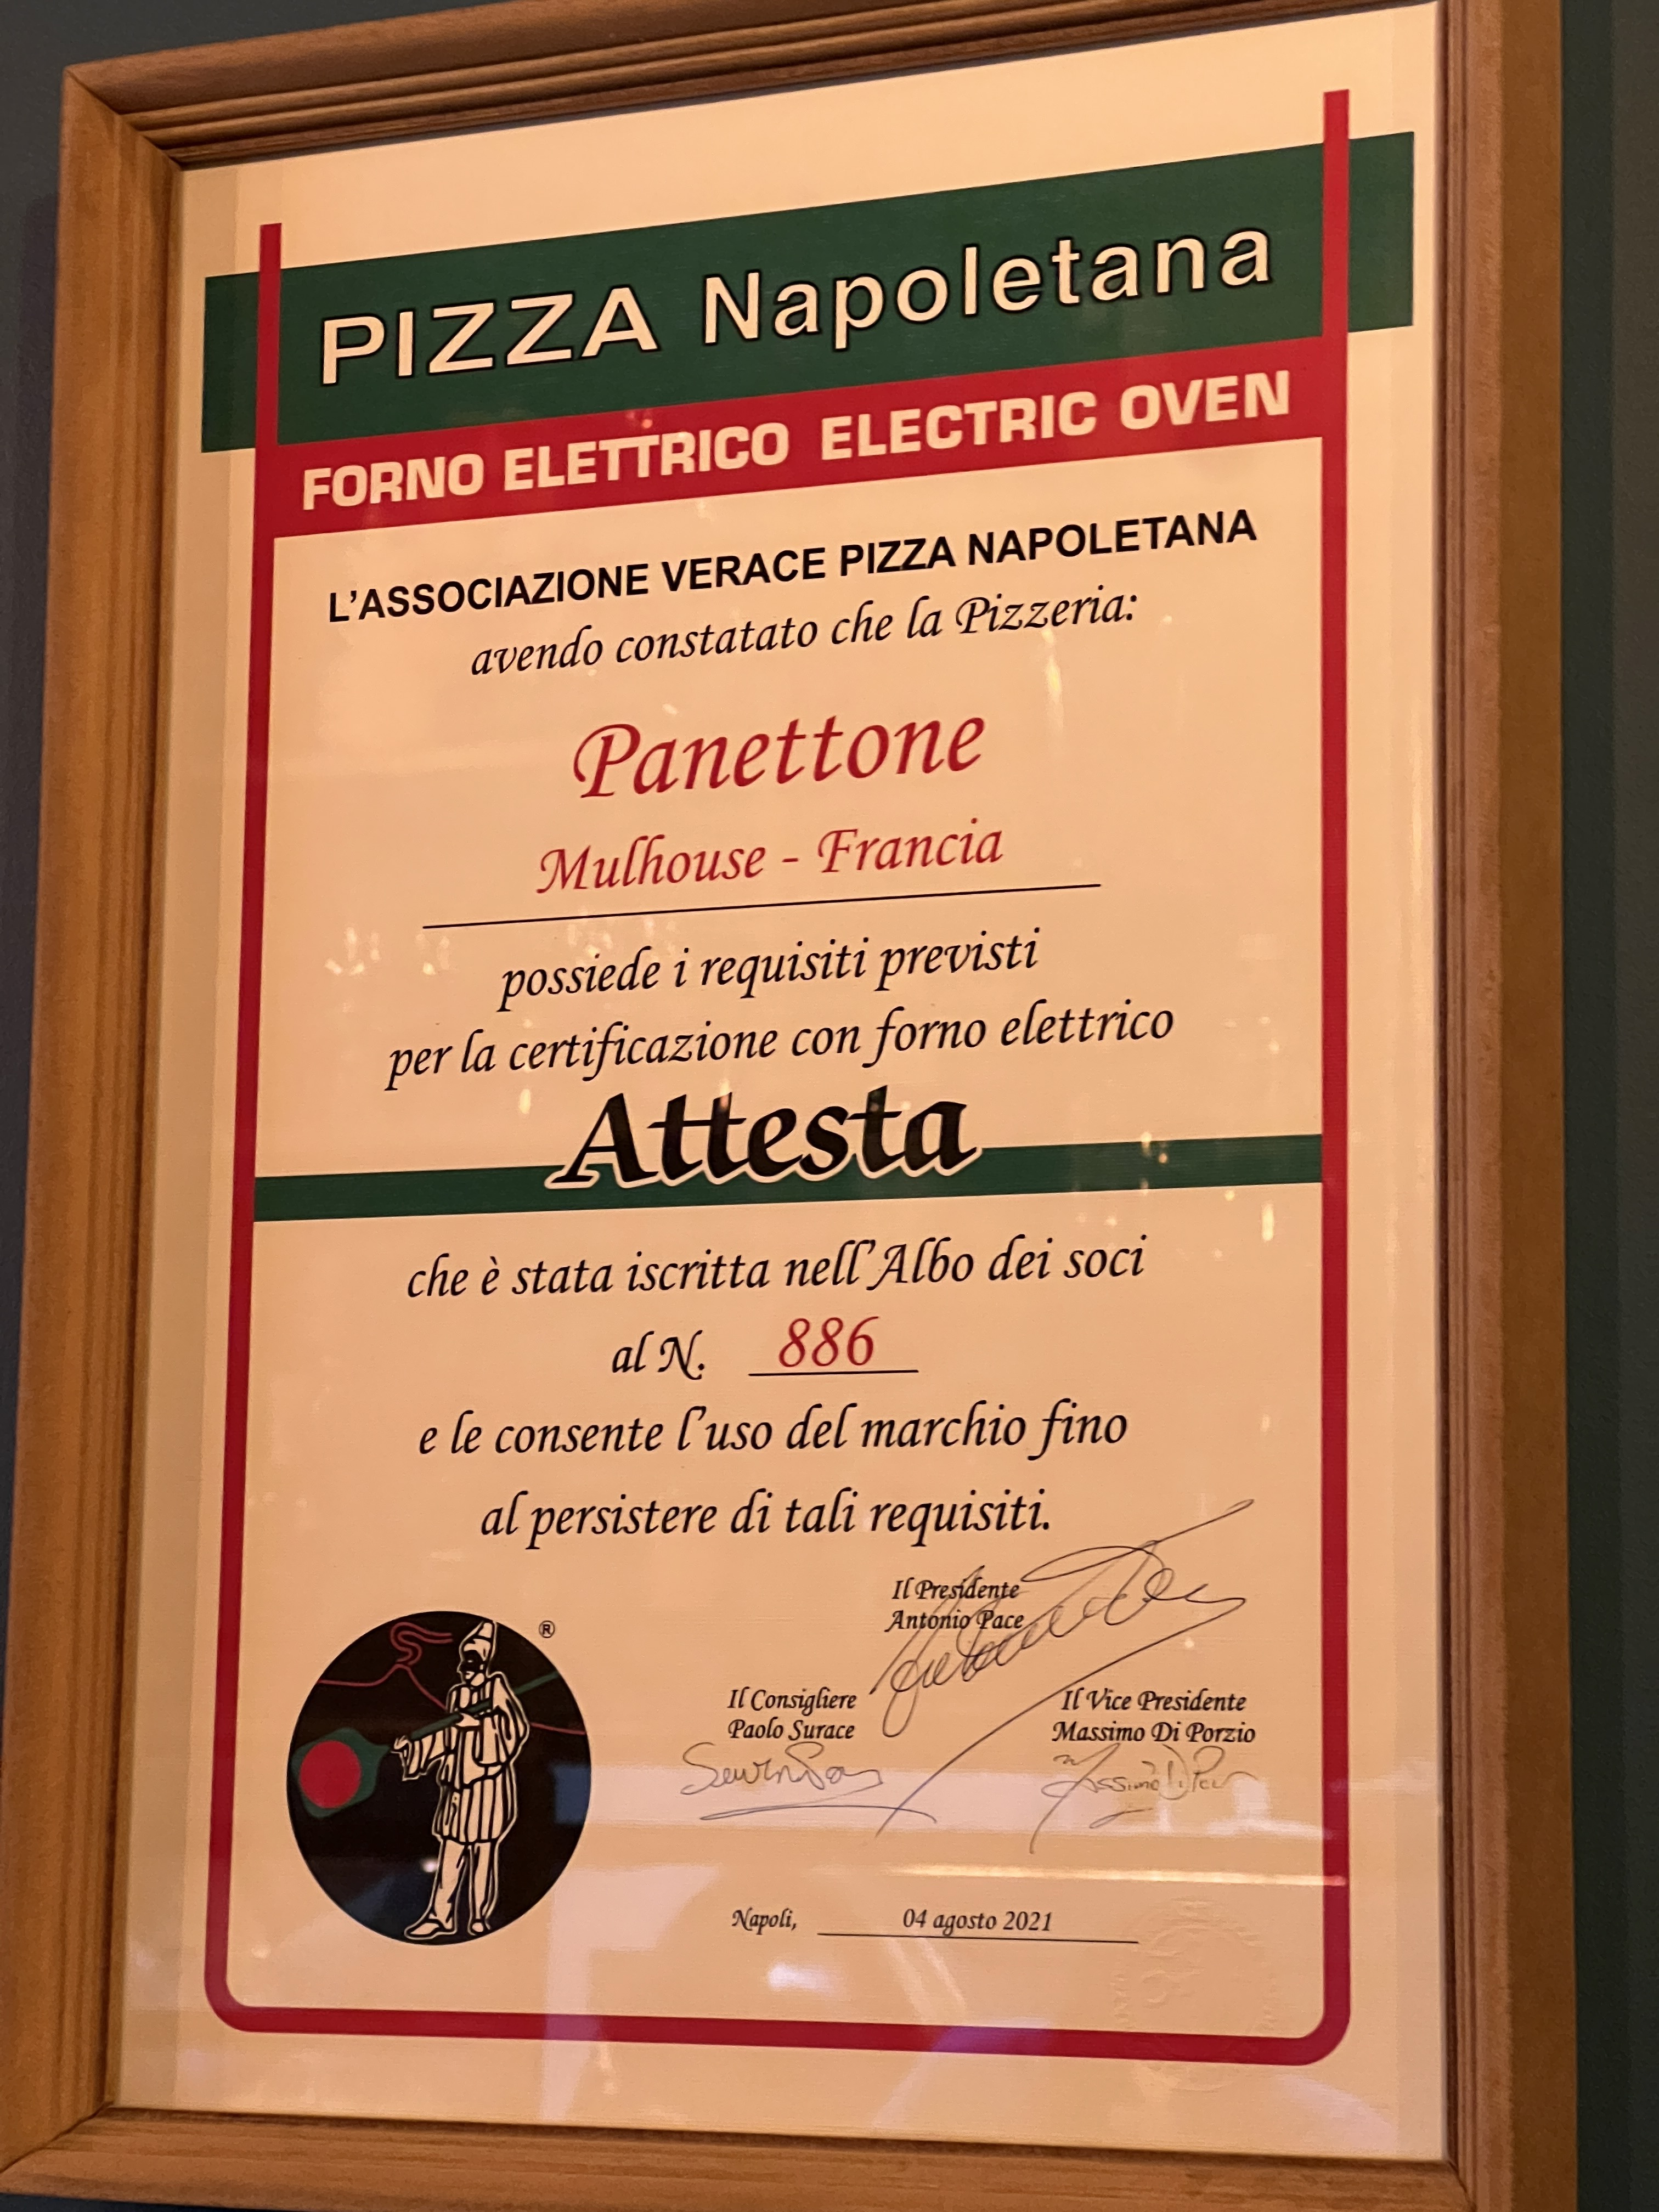 PIZZA Napoletana
FORNO ELETTRICO ELECTRIC OVEN
L'ASSOCIAZIONE VERACE PIZZA NAPOLETANA
avendo constatato che la Pizzeria:
Panettone
Mulhouse - Francia
possiede i requisiti previsti
per la certificazione con forno elettrico
Attesta
che è stata iscritta nell'Albo dei soci
al N. 886
e le consente l'uso del marchio fino
al persistere di tali requisiti.
Il Presidente
Antonio Pace
®
Il Consigliere
Paolo Surace
Il Vice Presidente
Massimo Di Porzio
Napoli, 04 agosto 2021